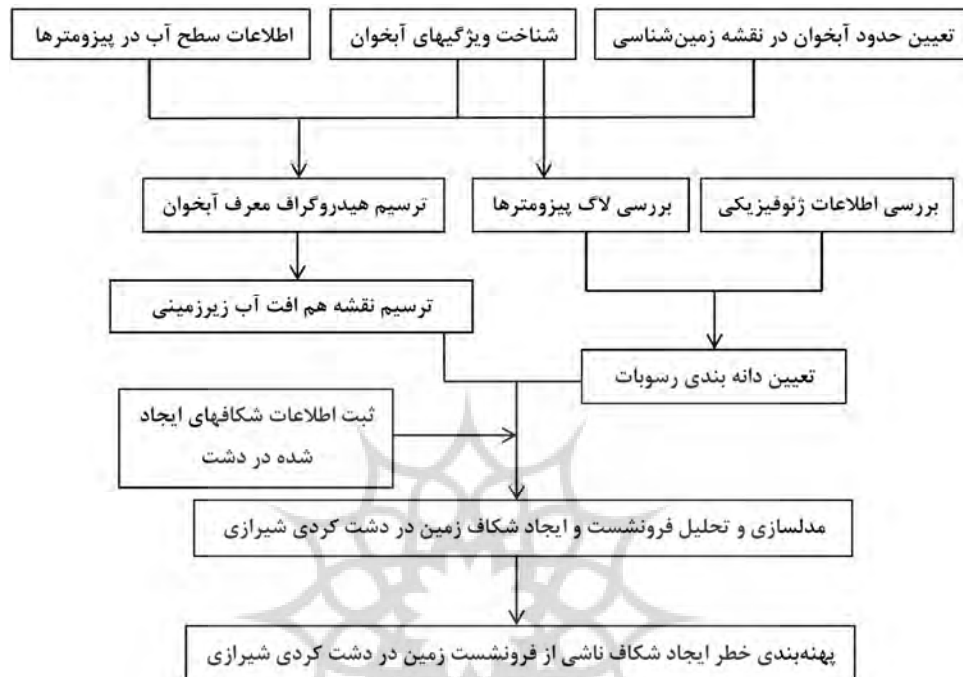 تعیین حدود آبخوان در نقشه زمین‌شناسی
شناخت ویژگیهای آبخوان
اطلاعات سطح آب در پیزومترها
بررسی اطلاعات ژئوفیزیکی
بررسی لاگ پیزومترها
ترسیم هیدروگراف معرف آبخوان
ترسیم نقشه هم افت آب زیرزمینی
تعیین دانه بندی رسوبات
ثبت اطلاعات شکافهای ایجاد
شده در دشت
مدلسازی و تحلیل فرونشست و ایجاد شکاف زمین در دشت کردی شیرازی
پهنه‌بندی خطر ایجاد شکاف ناشی از فرونشست زمین در دشت کردی شیرازی